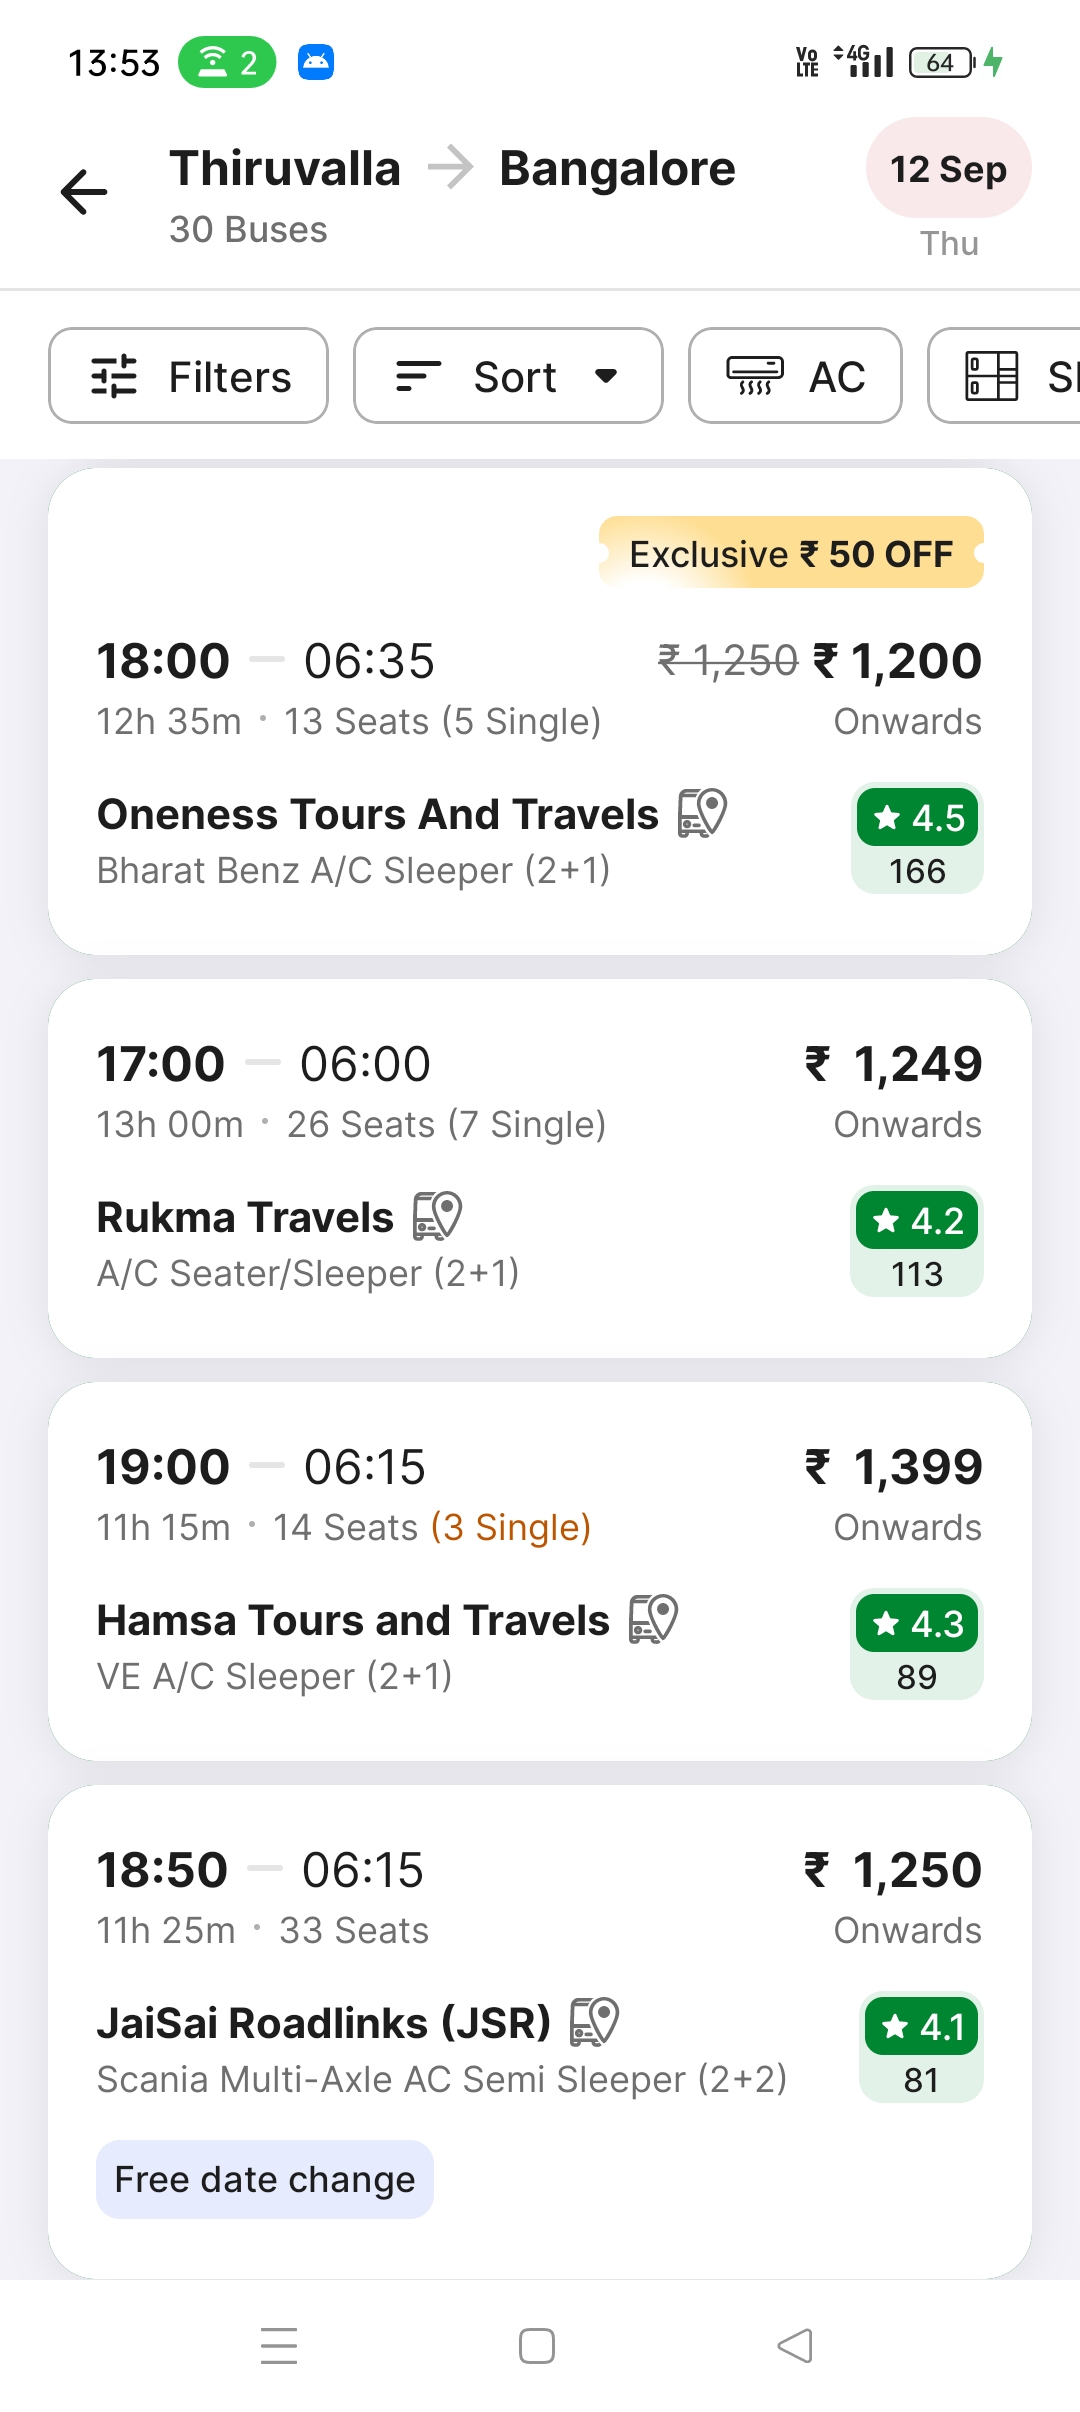 13:53 2 Vo LTE 4G 64
Thiruvalla → Bangalore 12 Sep
30 Buses Thu
Filters Sort AC
Exclusive ₹ 50 OFF
18:00 — 06:35 ₹ 1,250 ₹ 1,200
12h 35m · 13 Seats (5 Single) Onwards
Oneness Tours And Travels 4.5
Bharat Benz A/C Sleeper (2+1) 166
17:00 — 06:00 ₹ 1,249
13h 00m · 26 Seats (7 Single) Onwards
Rukma Travels 4.2
A/C Seater/Sleeper (2+1) 113
19:00 — 06:15 ₹ 1,399
11h 15m · 14 Seats (3 Single) Onwards
Hamsa Tours and Travels 4.3
VE A/C Sleeper (2+1) 89
18:50 — 06:15 ₹ 1,250
11h 25m · 33 Seats Onwards
JaiSai Roadlinks (JSR) 4.1
Scania Multi-Axle AC Semi Sleeper (2+2) 81
Free date change